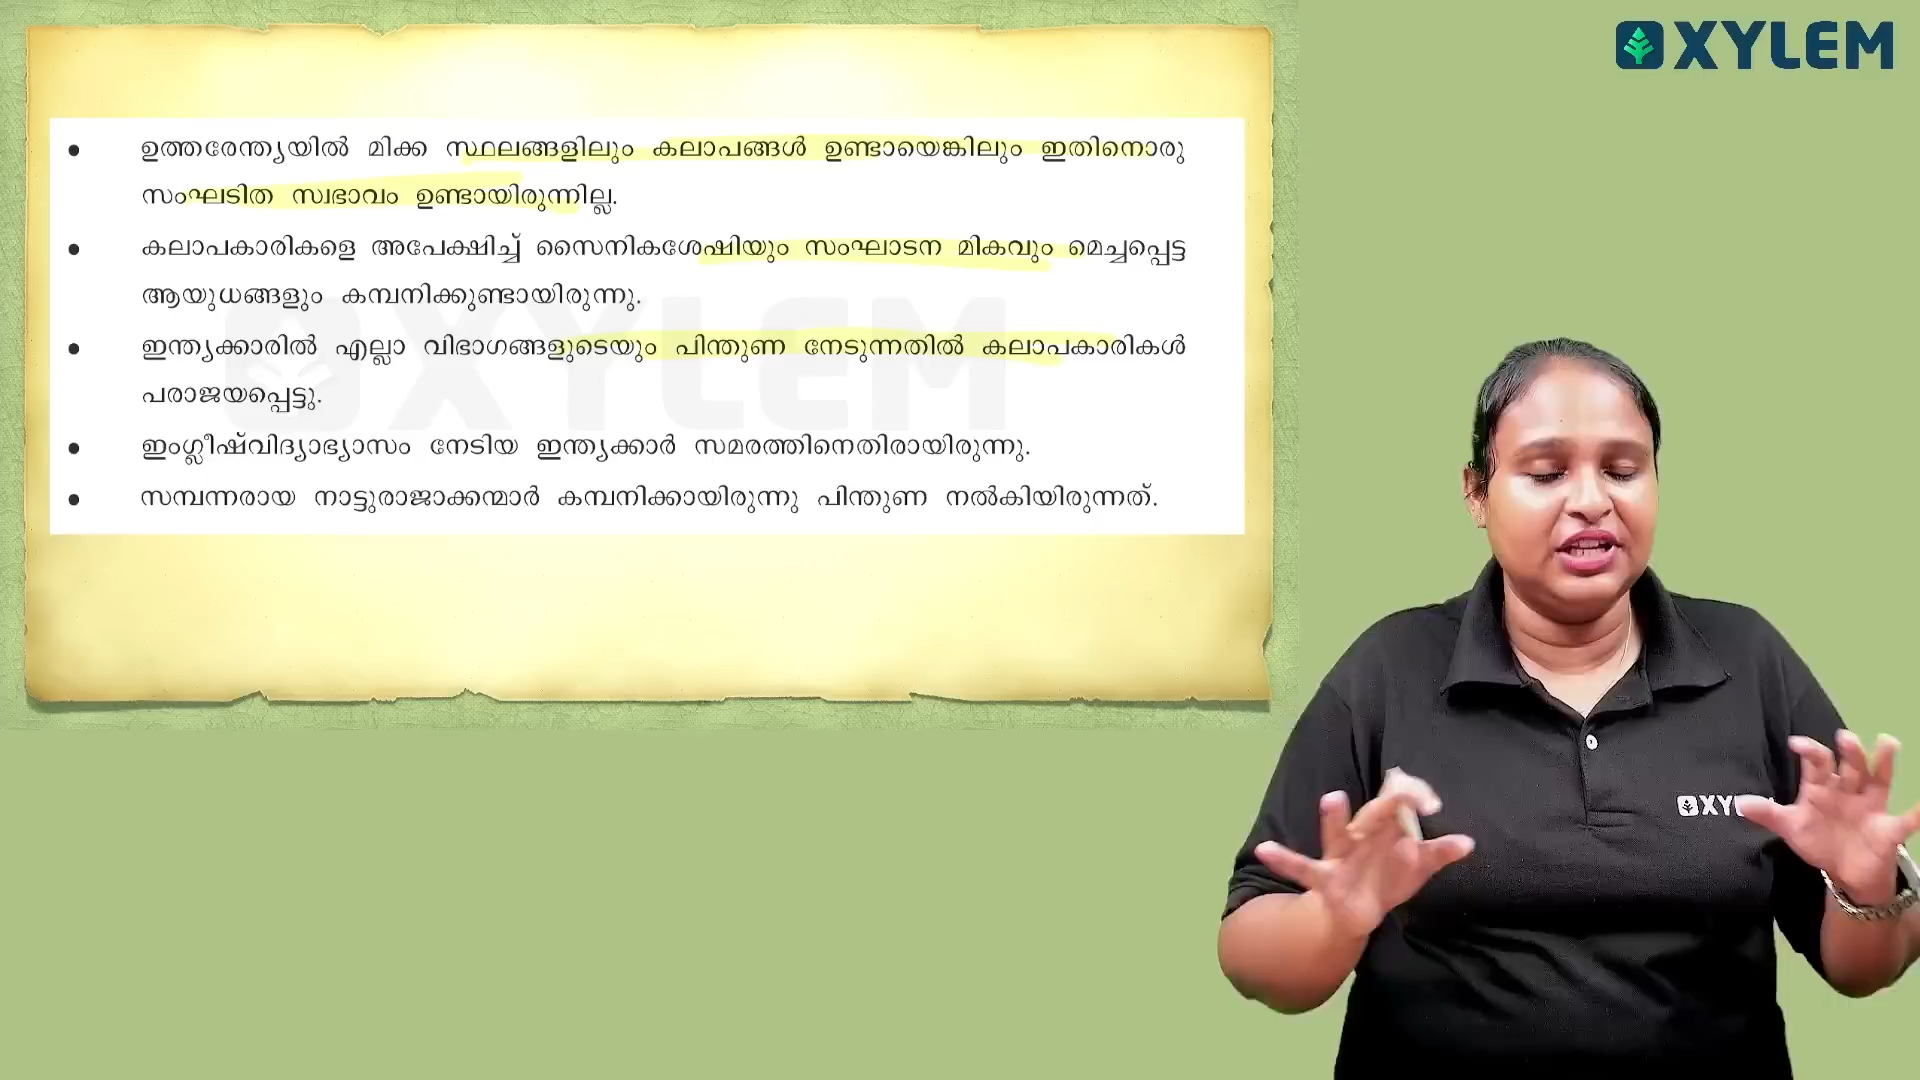 XYLEM
ഉത്തരേന്ത്യയിൽ മിക്ക സ്ഥലങ്ങളിലും കലാപങ്ങൾ ഉണ്ടായെങ്കിലും ഇതിനൊരു
സംഘടിത സ്വഭാവം ഉണ്ടായിരുന്നില്ല.
കലാപകാരികളെ അപേക്ഷിച്ച് സൈനികശേഷിയും സംഘാടന മികവും മെച്ചപ്പെട്ട
ആയുധങ്ങളും കമ്പനിക്കുണ്ടായിരുന്നു.
ഇന്ത്യക്കാരിൽ എല്ലാ വിഭാഗങ്ങളുടെയും പിന്തുണ നേടുന്നതിൽ കലാപകാരികൾ
പരാജയപ്പെട്ടു.
ഇംഗ്ലീഷ്‌വിദ്യാഭ്യാസം നേടിയ ഇന്ത്യക്കാർ സമരത്തിനെതിരായിരുന്നു.
സമ്പന്നരായ നാട്ടുരാജാക്കന്മാർ കമ്പനിക്കായിരുന്നു പിന്തുണ നൽകിയിരുന്നത്.
XYLEM